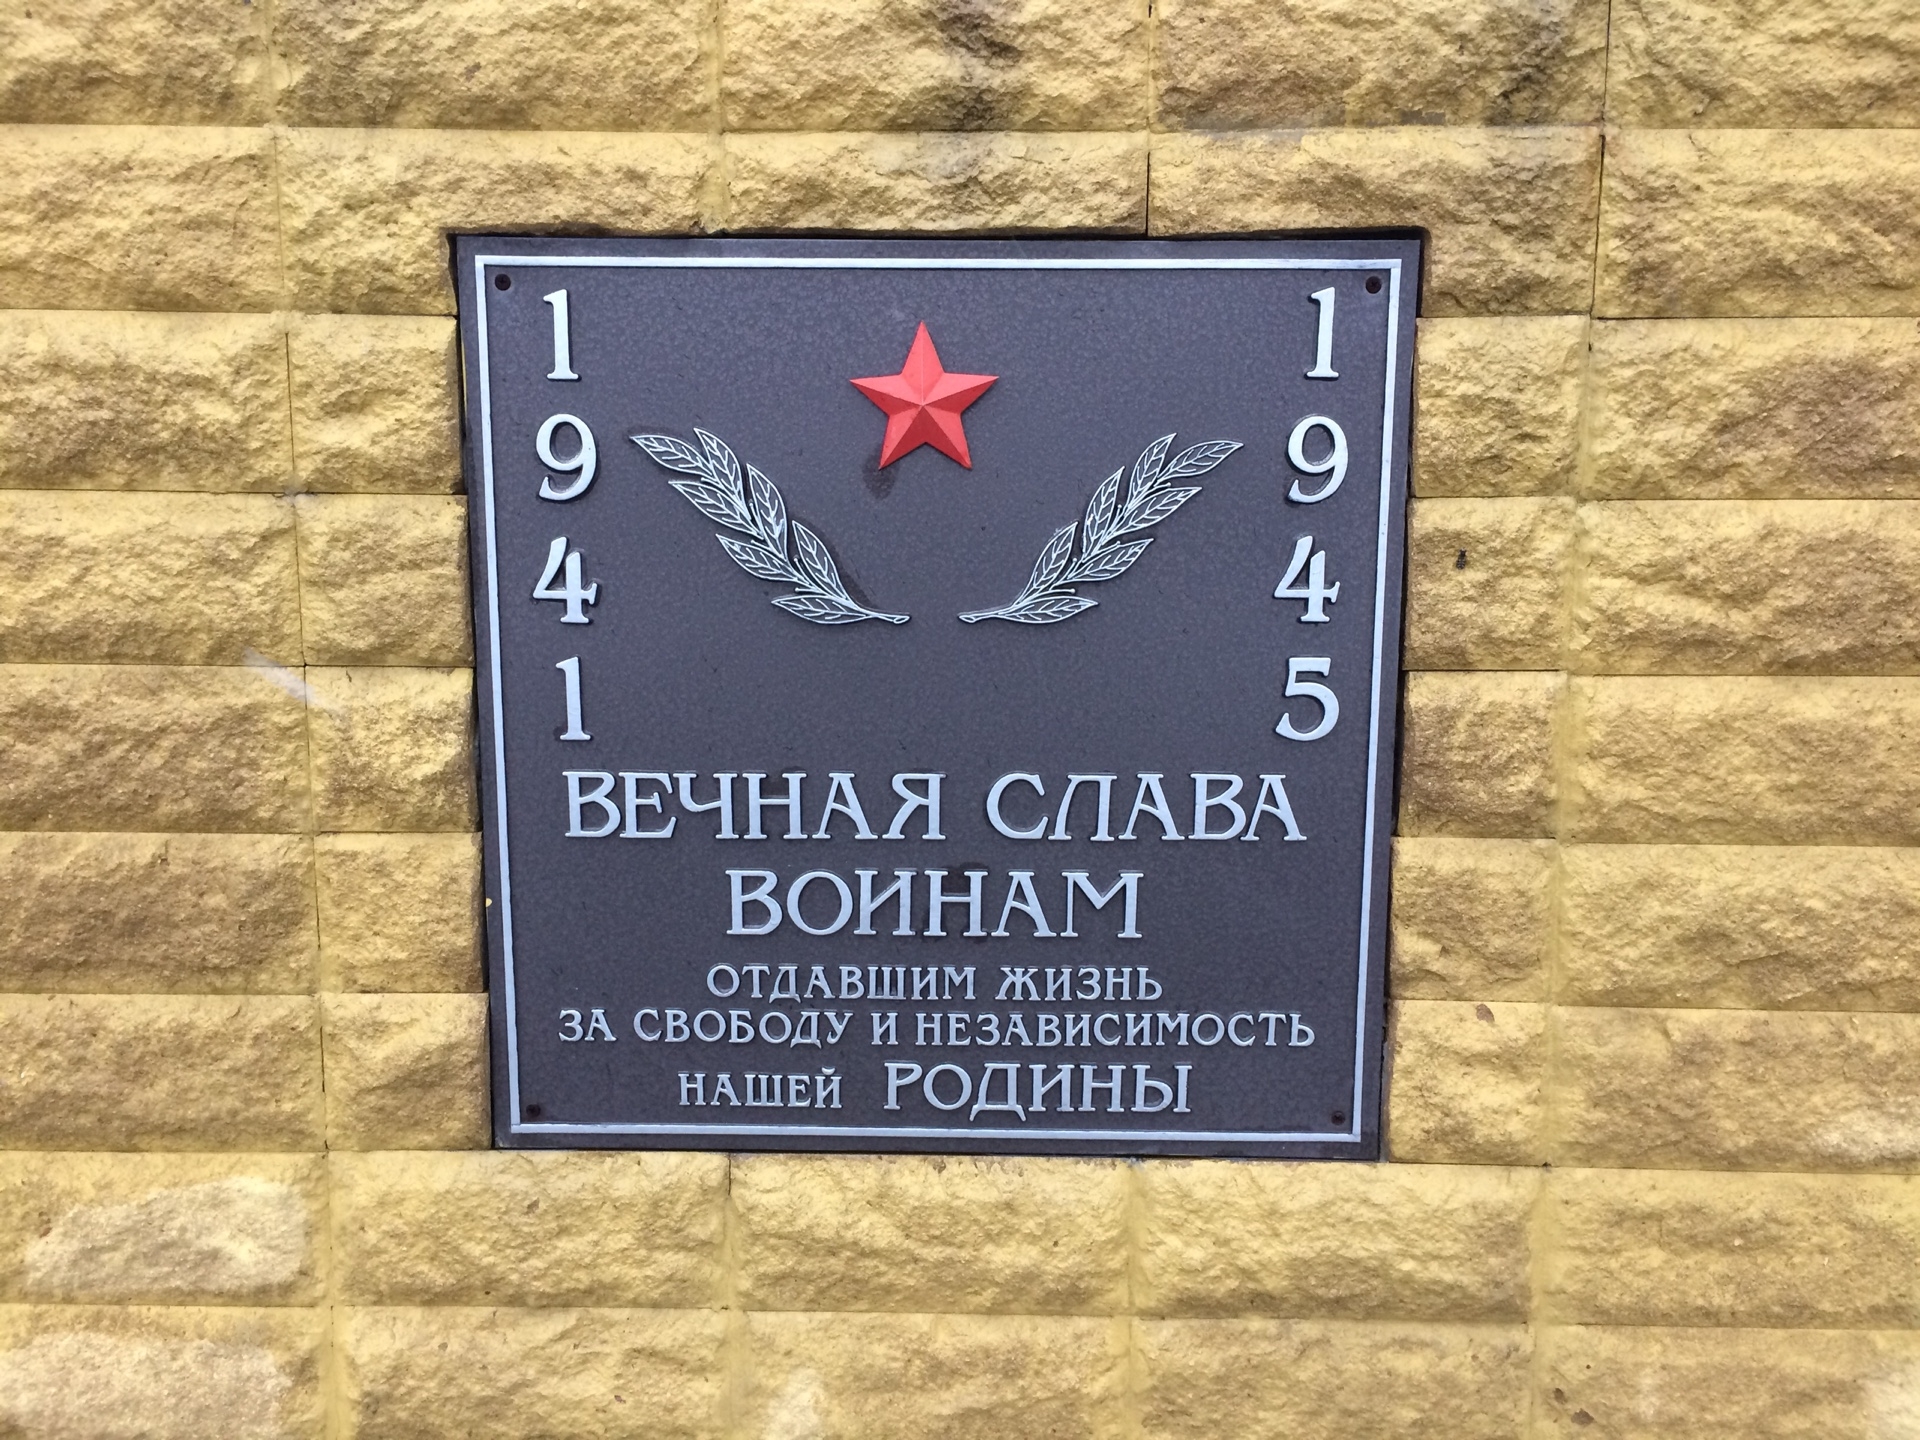 1941
1945
ВЕЧНАЯ СЛАВА
ВОИНАМ
ОТДАВШИМ ЖИЗНЬ
ЗА СВОБОДУ И НЕЗАВИСИМОСТЬ
НАШЕЙ РОДИНЫ